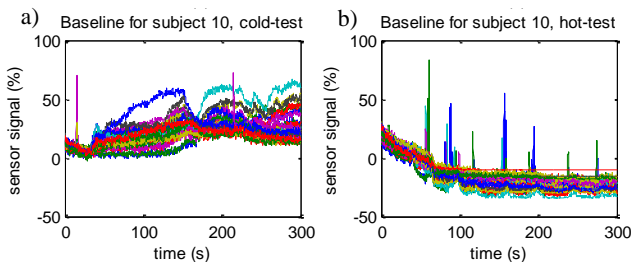 a)
Baseline for subject 10, cold-test
sensor signal (%)
100
50
0
-50
0
100
200
300
time (s)
b)
Baseline for subject 10, hot-test
sensor signal (%)
100
50
0
-50
0
100
200
300
time (s)